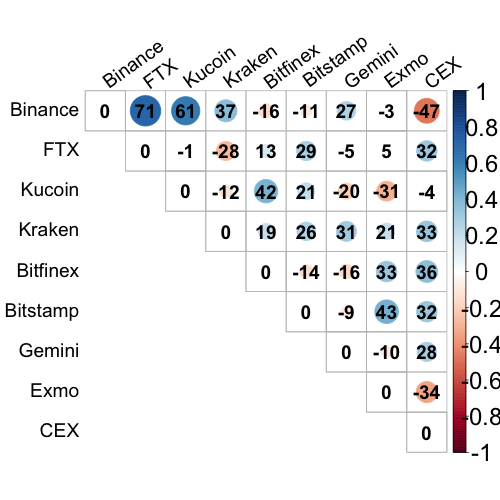 Binance FTX Kucoin Kraken Bitfinex Bitstamp Gemini Exmo CEX
Binance 0 71 61 37 -16 -11 27 -3 -47
FTX 0 -1 -28 13 29 -5 5 32
Kucoin 0 -12 42 21 -20 -31 -4
Kraken 0 19 26 31 21 33
Bitfinex 0 -14 -16 33 36
Bitstamp 0 -9 43 32
Gemini 0 -10 28
Exmo 0 -34
CEX 0
1
0.8
0.6
0.4
0.2
0
-0.2
-0.4
-0.6
-0.8
-1